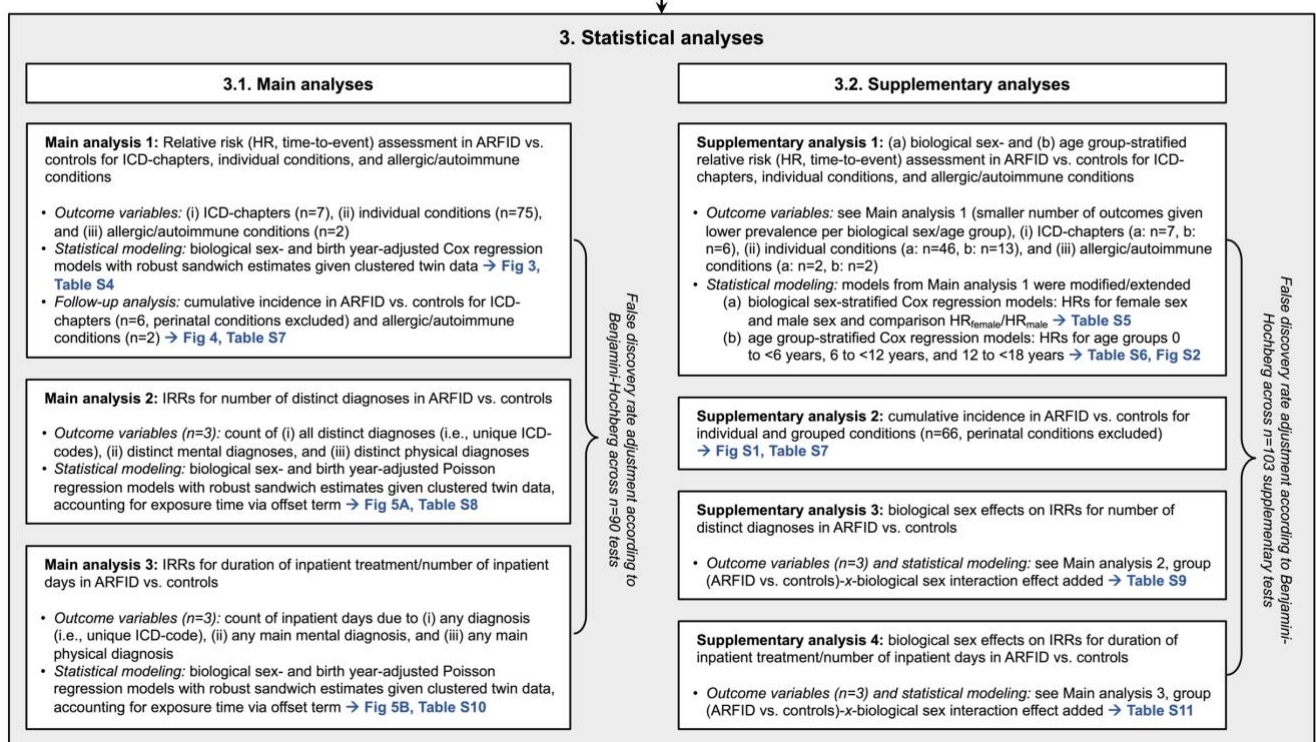 3. Statistical analyses
3.1. Main analyses
Main analysis 1: Relative risk (HR, time-to-event) assessment in ARFID vs.
controls for ICD-chapters, individual conditions, and allergic/autoimmune
conditions
• Outcome variables: (i) ICD-chapters (n=7), (ii) individual conditions (n=75),
and (iii) allergic/autoimmune conditions (n=2)
• Statistical modeling: biological sex- and birth year-adjusted Cox regression
models with robust sandwich estimates given clustered twin data → Fig 3,
Table S4
• Follow-up analysis: cumulative incidence in ARFID vs. controls for ICD-
chapters (n=6, perinatal conditions excluded) and allergic/autoimmune
conditions (n=2) → Fig 4, Table S7
Main analysis 2: IRRs for number of distinct diagnoses in ARFID vs. controls
• Outcome variables (n=3): count of (i) all distinct diagnoses (i.e., unique ICD-
codes), (ii) distinct mental diagnoses, and (iii) distinct physical diagnoses
• Statistical modeling: biological sex- and birth year-adjusted Poisson
regression models with robust sandwich estimates given clustered twin data,
accounting for exposure time via offset term → Fig 5A, Table S8
Main analysis 3: IRRs for duration of inpatient treatment/number of inpatient
days in ARFID vs. controls
• Outcome variables (n=3): count of inpatient days due to (i) any diagnosis
(i.e., unique ICD-code), (ii) any main mental diagnosis, and (iii) any main
physical diagnosis
• Statistical modeling: biological sex- and birth year-adjusted Poisson
regression models with robust sandwich estimates given clustered twin data,
accounting for exposure time via offset term → Fig 5B, Table S10
False discovery rate adjustment according to
Benjamini-Hochberg across n=90 tests
3.2. Supplementary analyses
Supplementary analysis 1: (a) biological sex- and (b) age group-stratified
relative risk (HR, time-to-event) assessment in ARFID vs. controls for ICD-
chapters, individual conditions, and allergic/autoimmune conditions
• Outcome variables: see Main analysis 1 (smaller number of outcomes given
lower prevalence per biological sex/age group), (i) ICD-chapters (a: n=7, b:
n=6), (ii) individual conditions (a: n=46, b: n=13), and (iii) allergic/autoimmune
conditions (a: n=2, b: n=2)
• Statistical modeling: models from Main analysis 1 were modified/extended
(a) biological sex-stratified Cox regression models: HRs for female sex
and male sex and comparison HRfemale/HRmale → Table S5
(b) age group-stratified Cox regression models: HRs for age groups 0
to <6 years, 6 to <12 years, and 12 to <18 years → Table S6, Fig S2
Supplementary analysis 2: cumulative incidence in ARFID vs. controls for
individual and grouped conditions (n=66, perinatal conditions excluded)
→ Fig S1, Table S7
Supplementary analysis 3: biological sex effects on IRRs for number of
distinct diagnoses in ARFID vs. controls
• Outcome variables (n=3) and statistical modeling: see Main analysis 2, group
(ARFID vs. controls)-x-biological sex interaction effect added → Table S9
Supplementary analysis 4: biological sex effects on IRRs for duration of
inpatient treatment/number of inpatient days in ARFID vs. controls
• Outcome variables (n=3) and statistical modeling: see Main analysis 3, group
(ARFID vs. controls)-x-biological sex interaction effect added → Table S11
False discovery rate adjustment according to Benjamini-
Hochberg across n=103 supplementary
tests